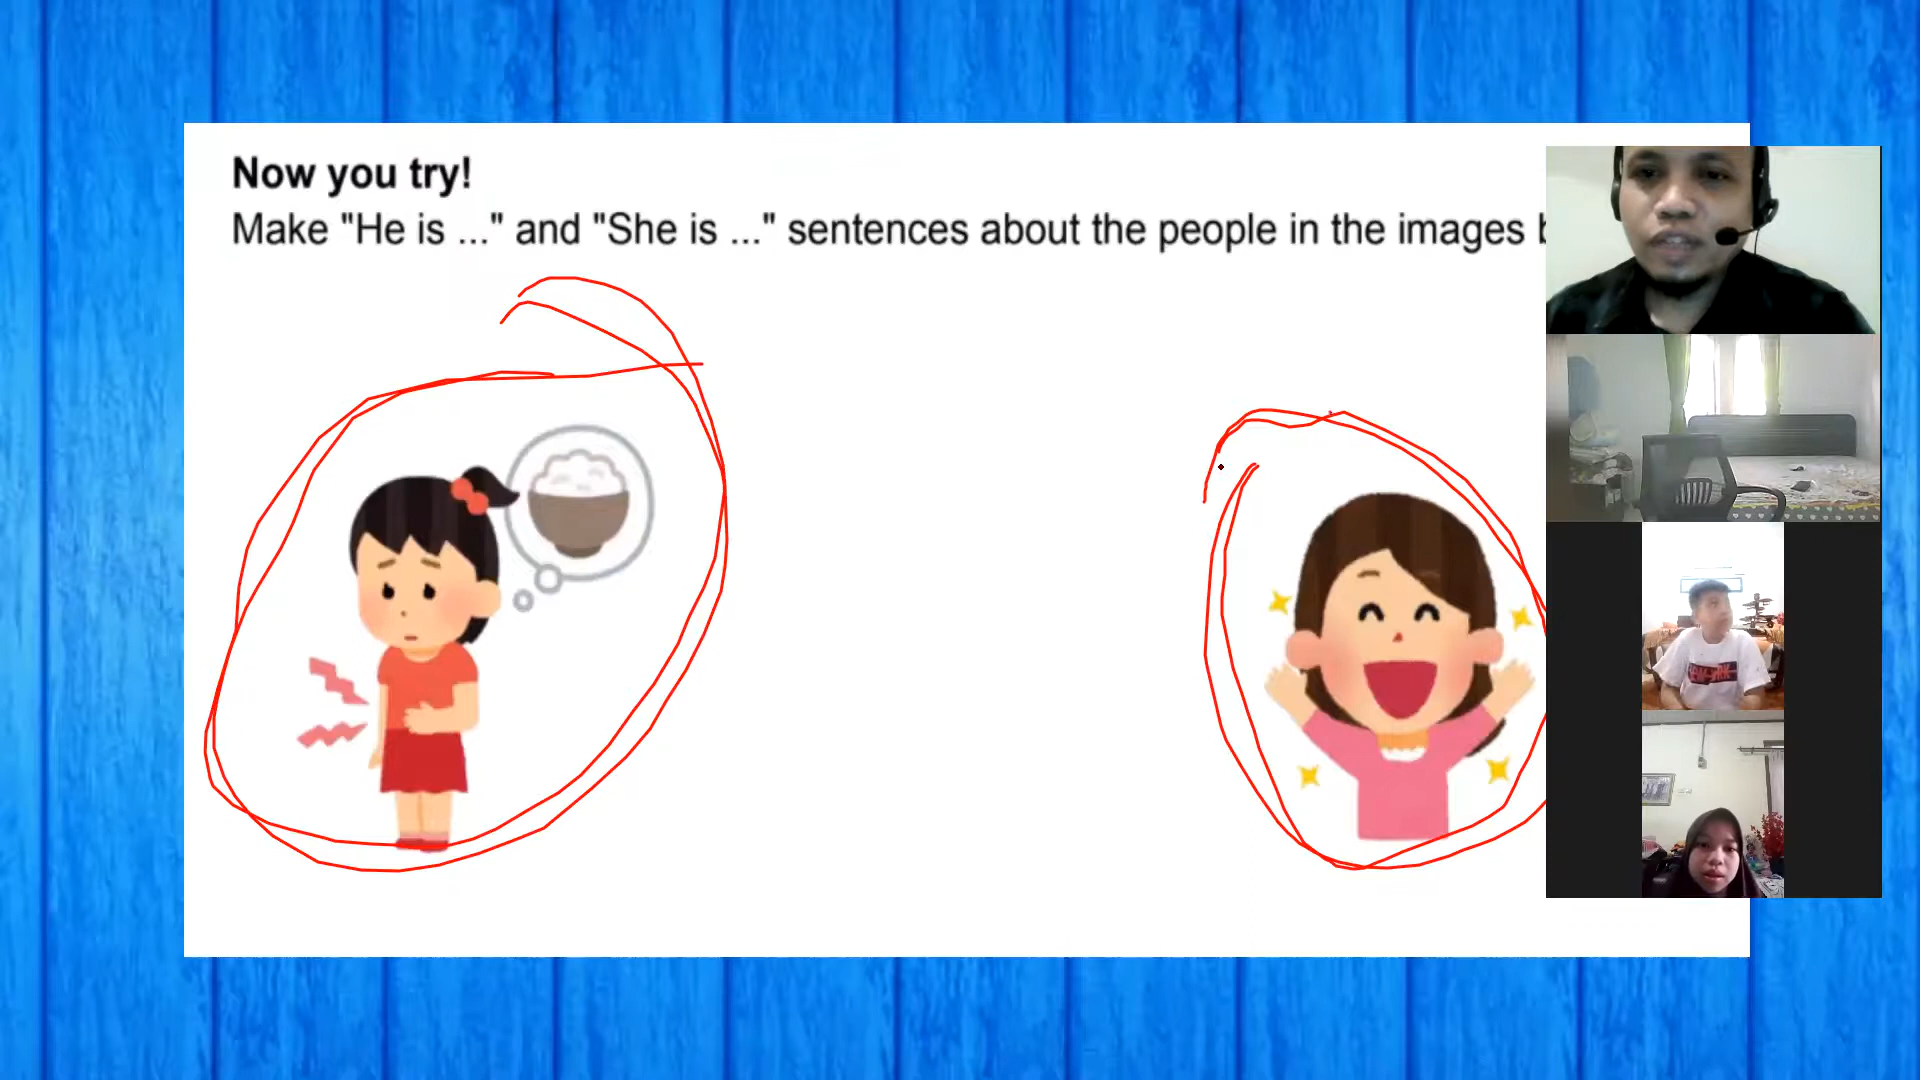 Now you try!
Make "He is ..." and "She is ..." sentences about the people in the images